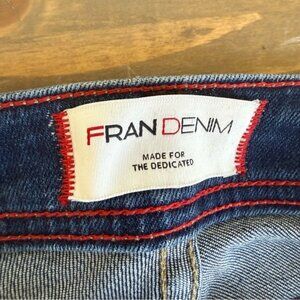 FRAN DENIM
MADE FOR
THE DEDICATED